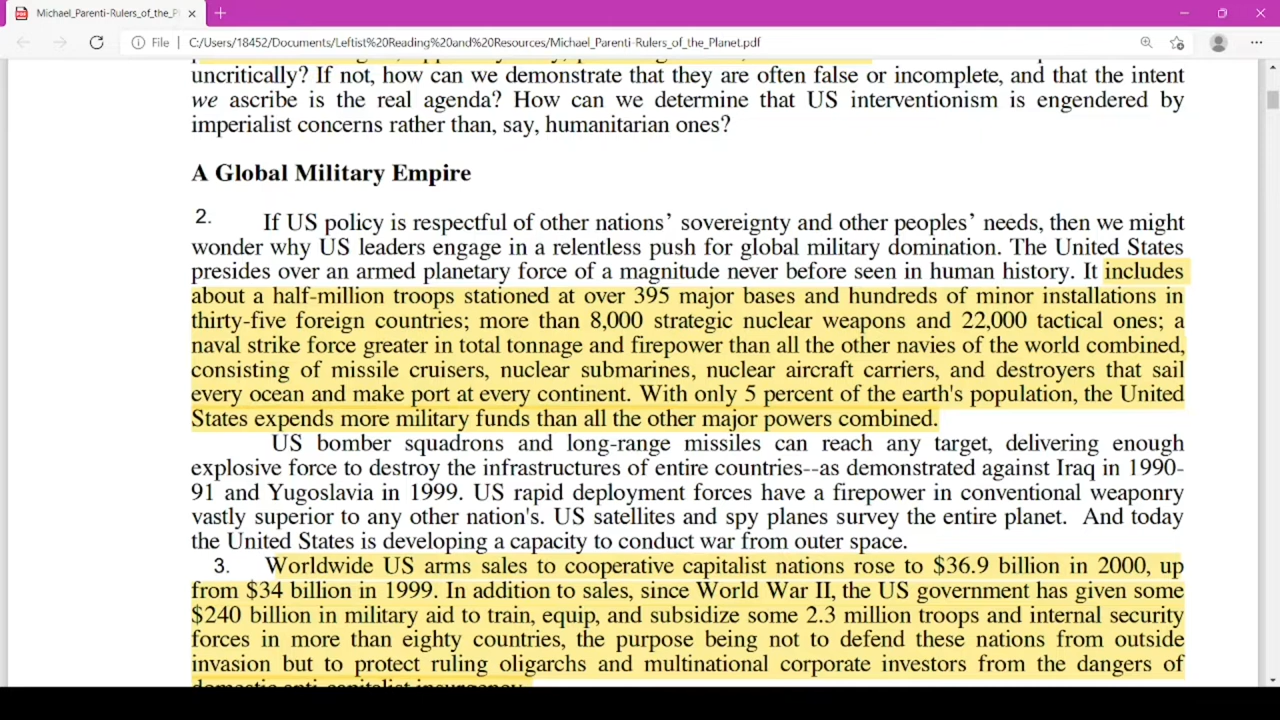 Michael_Parenti-Rulers_of_the_P
File
C:/Users/18452/Documents/Leftist%20Reading%20and%20Resources/Michael_Parenti-Rulers_of_the_Planet.pdf
uncritically? If not, how can we demonstrate that they are often false or incomplete, and that the intent
we ascribe is the real agenda? How can we determine that US interventionism is engendered by
imperialist concerns rather than, say, humanitarian ones?
A Global Military Empire
2. If US policy is respectful of other nations’ sovereignty and other peoples’ needs, then we might
wonder why US leaders engage in a relentless push for global military domination. The United States
presides over an armed planetary force of a magnitude never before seen in human history. It includes
about a half-million troops stationed at over 395 major bases and hundreds of minor installations in
thirty-five foreign countries; more than 8,000 strategic nuclear weapons and 22,000 tactical ones; a
naval strike force greater in total tonnage and firepower than all the other navies of the world combined,
consisting of missile cruisers, nuclear submarines, nuclear aircraft carriers, and destroyers that sail
every ocean and make port at every continent. With only 5 percent of the earth's population, the United
States expends more military funds than all the other major powers combined.
US bomber squadrons and long-range missiles can reach any target, delivering enough
explosive force to destroy the infrastructures of entire countries--as demonstrated against Iraq in 1990-
91 and Yugoslavia in 1999. US rapid deployment forces have a firepower in conventional weaponry
vastly superior to any other nation's. US satellites and spy planes survey the entire planet. And today
the United States is developing a capacity to conduct war from outer space.
3. Worldwide US arms sales to cooperative capitalist nations rose to $36.9 billion in 2000, up
from $34 billion in 1999. In addition to sales, since World War II, the US government has given some
$240 billion in military aid to train, equip, and subsidize some 2.3 million troops and internal security
forces in more than eighty countries, the purpose being not to defend these nations from outside
invasion but to protect ruling oligarchs and multinational corporate investors from the dangers of
domestic anti-capitalist insurgency.